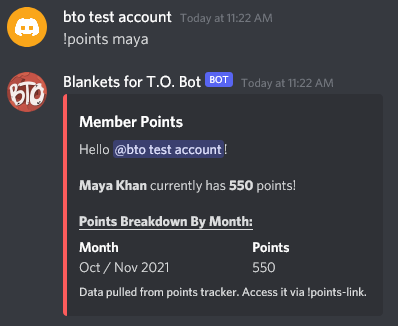 bto test account Today at 11:22 AM
!points maya
BTO
Blankets for T.O. Bot BOT Today at 11:22 AM
Member Points
Hello @bto test account!
Maya Khan currently has 550 points!
Points Breakdown By Month:
Month Points
Oct / Nov 2021 550
Data pulled from points tracker. Access it via !points-link.